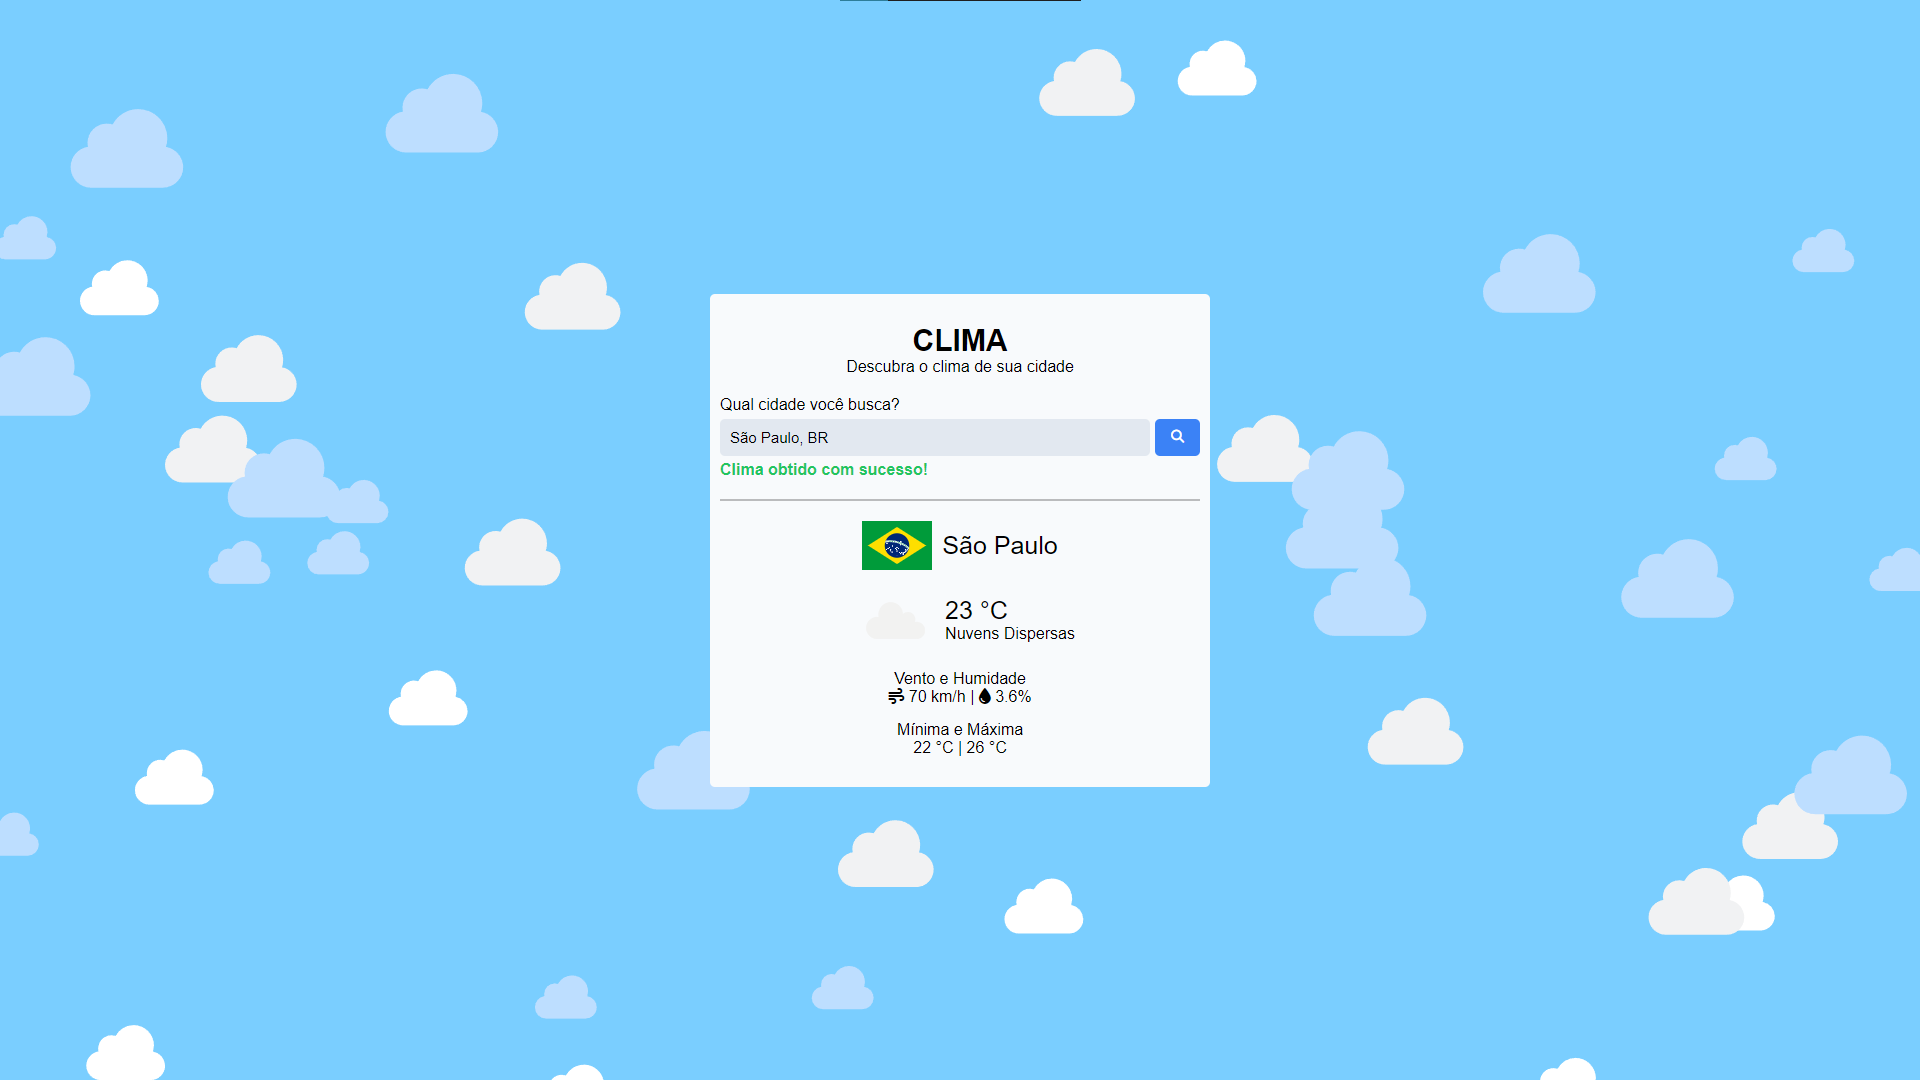 CLIMA
Descubra o clima de sua cidade
Qual cidade você busca?
São Paulo, BR
Clima obtido com sucesso!
São Paulo
23 °C
Nuvens Dispersas
Vento e Humidade
70 km/h | 3.6%
Mínima e Máxima
22 °C | 26 °C